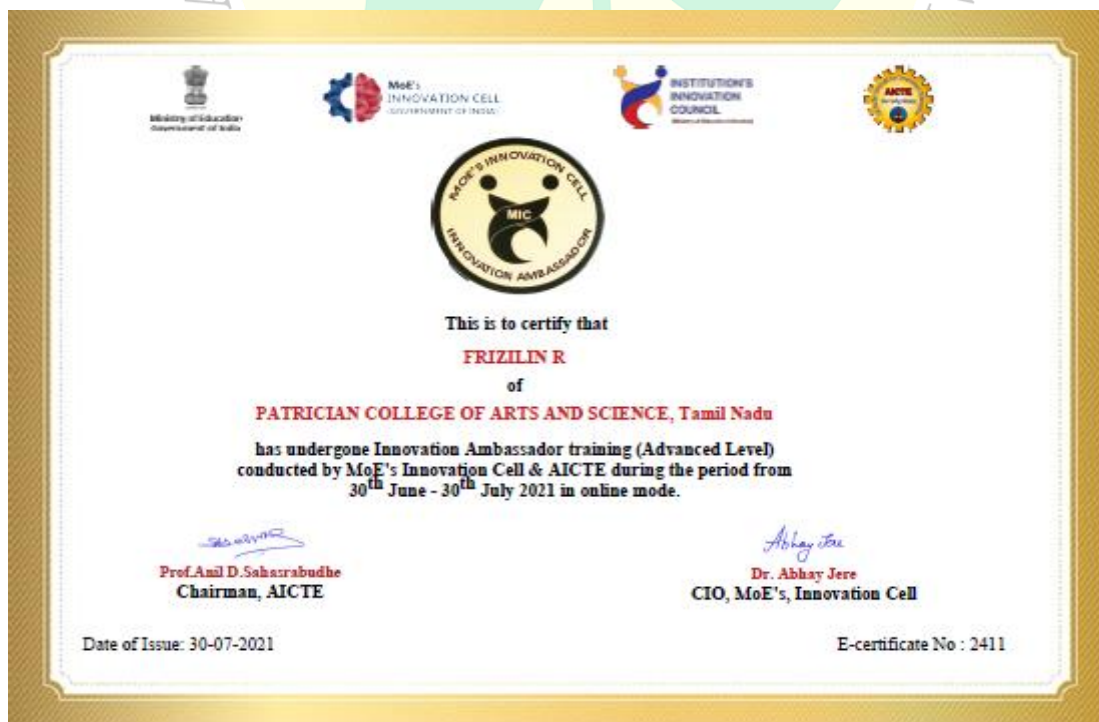 Ministry of Education
Government of India
MoE's
INNOVATION CELL
(GOVERNMENT OF INDIA)
INSTITUTION'S
INNOVATION
COUNCIL
AICTE
MOE'S INNOVATION CELL
MIC
INNOVATION AMBASSADOR
This is to certify that
FRIZILIN R
of
PATRICIAN COLLEGE OF ARTS AND SCIENCE, Tamil Nadu
has undergone Innovation Ambassador training (Advanced Level)
conducted by MoE's Innovation Cell & AICTE during the period from
30th June - 30th July 2021 in online mode.
Abhay Jere
Prof.Anil D.Sahasrabudhe
Chairman, AICTE
Dr. Abhay Jere
CIO, MoE's, Innovation Cell
Date of Issue: 30-07-2021
E-certificate No : 2411